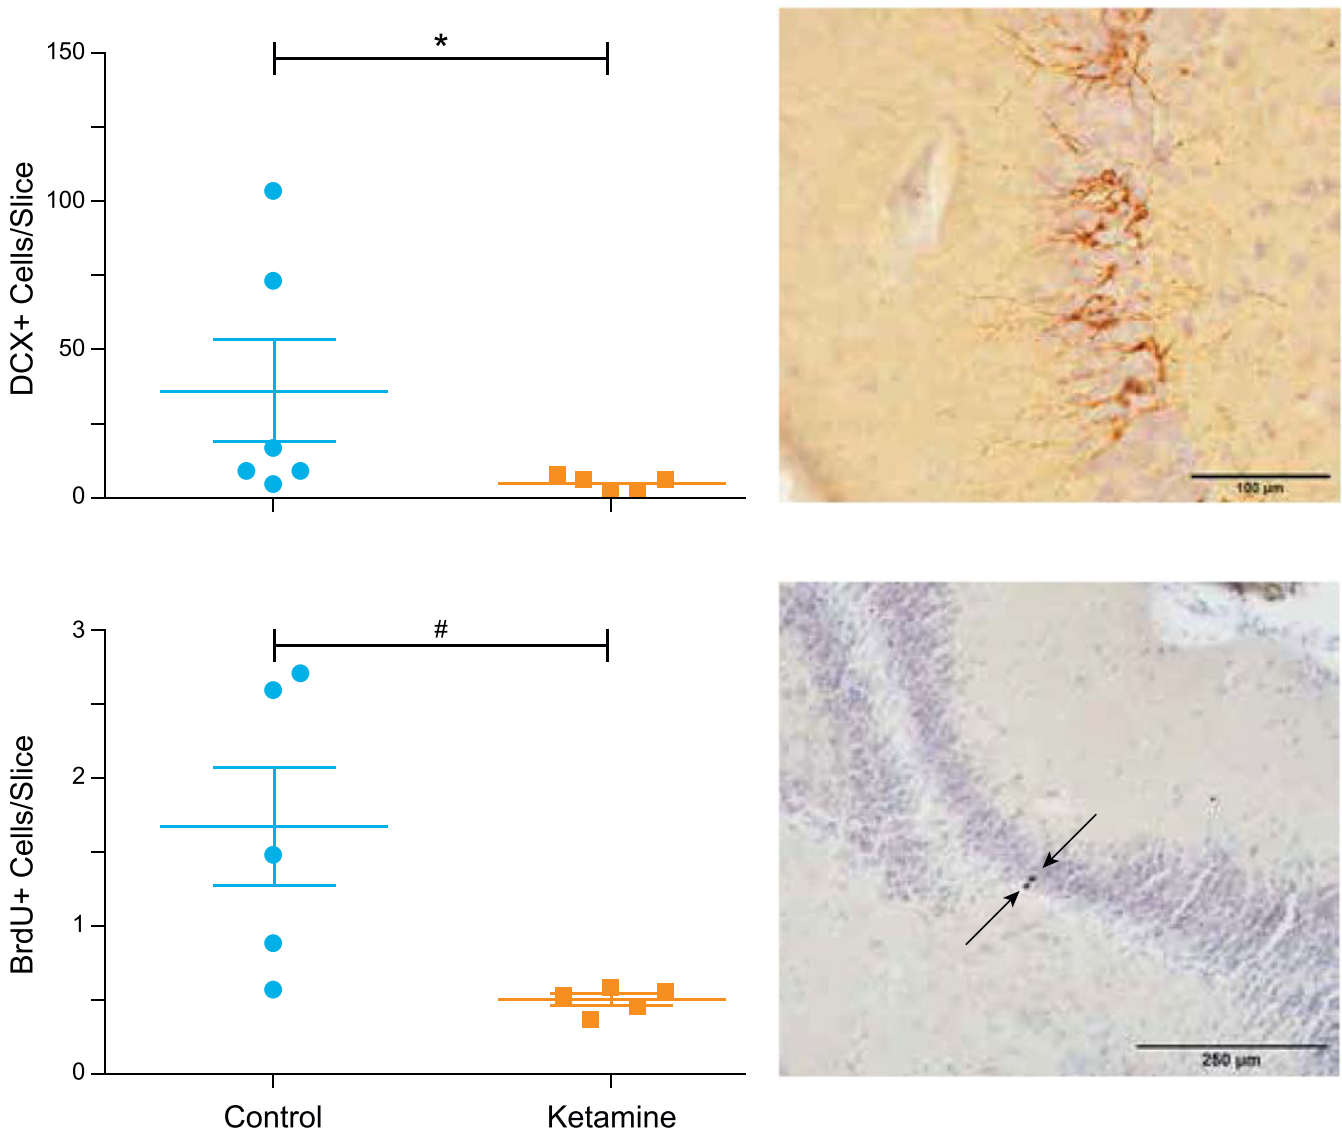 *
150
100
50
0
DCX+ Cells/Slice
100 µm
#
3
2
1
0
BrdU+ Cells/Slice
250 µm
Control Ketamine